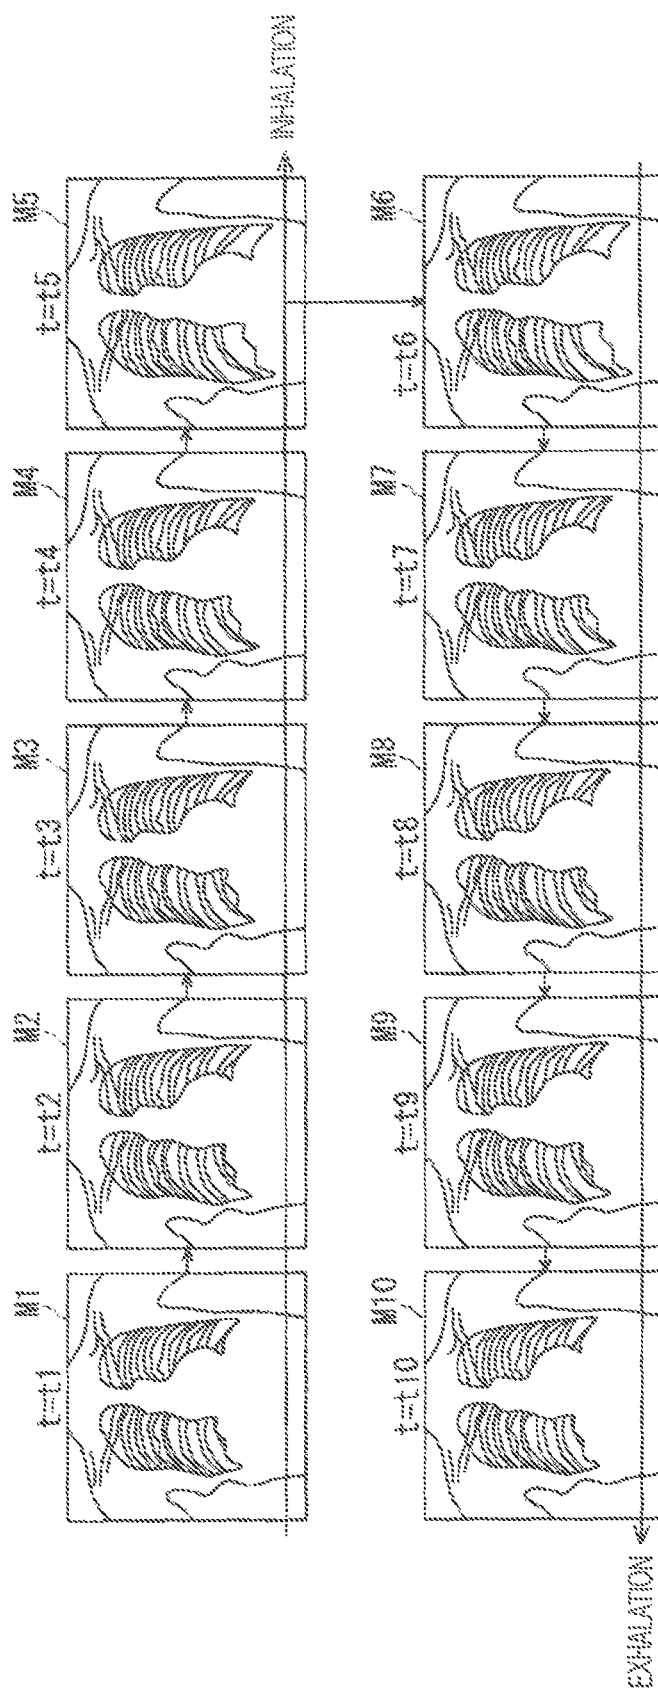 M1
t=t1
M2
t=t2
M3
t=t3
M4
t=t4
M5
t=t5
INHALATION
M6
t=t6
M7
t=t7
M8
t=t8
M9
t=t9
M10
t=t10
EXHALATION